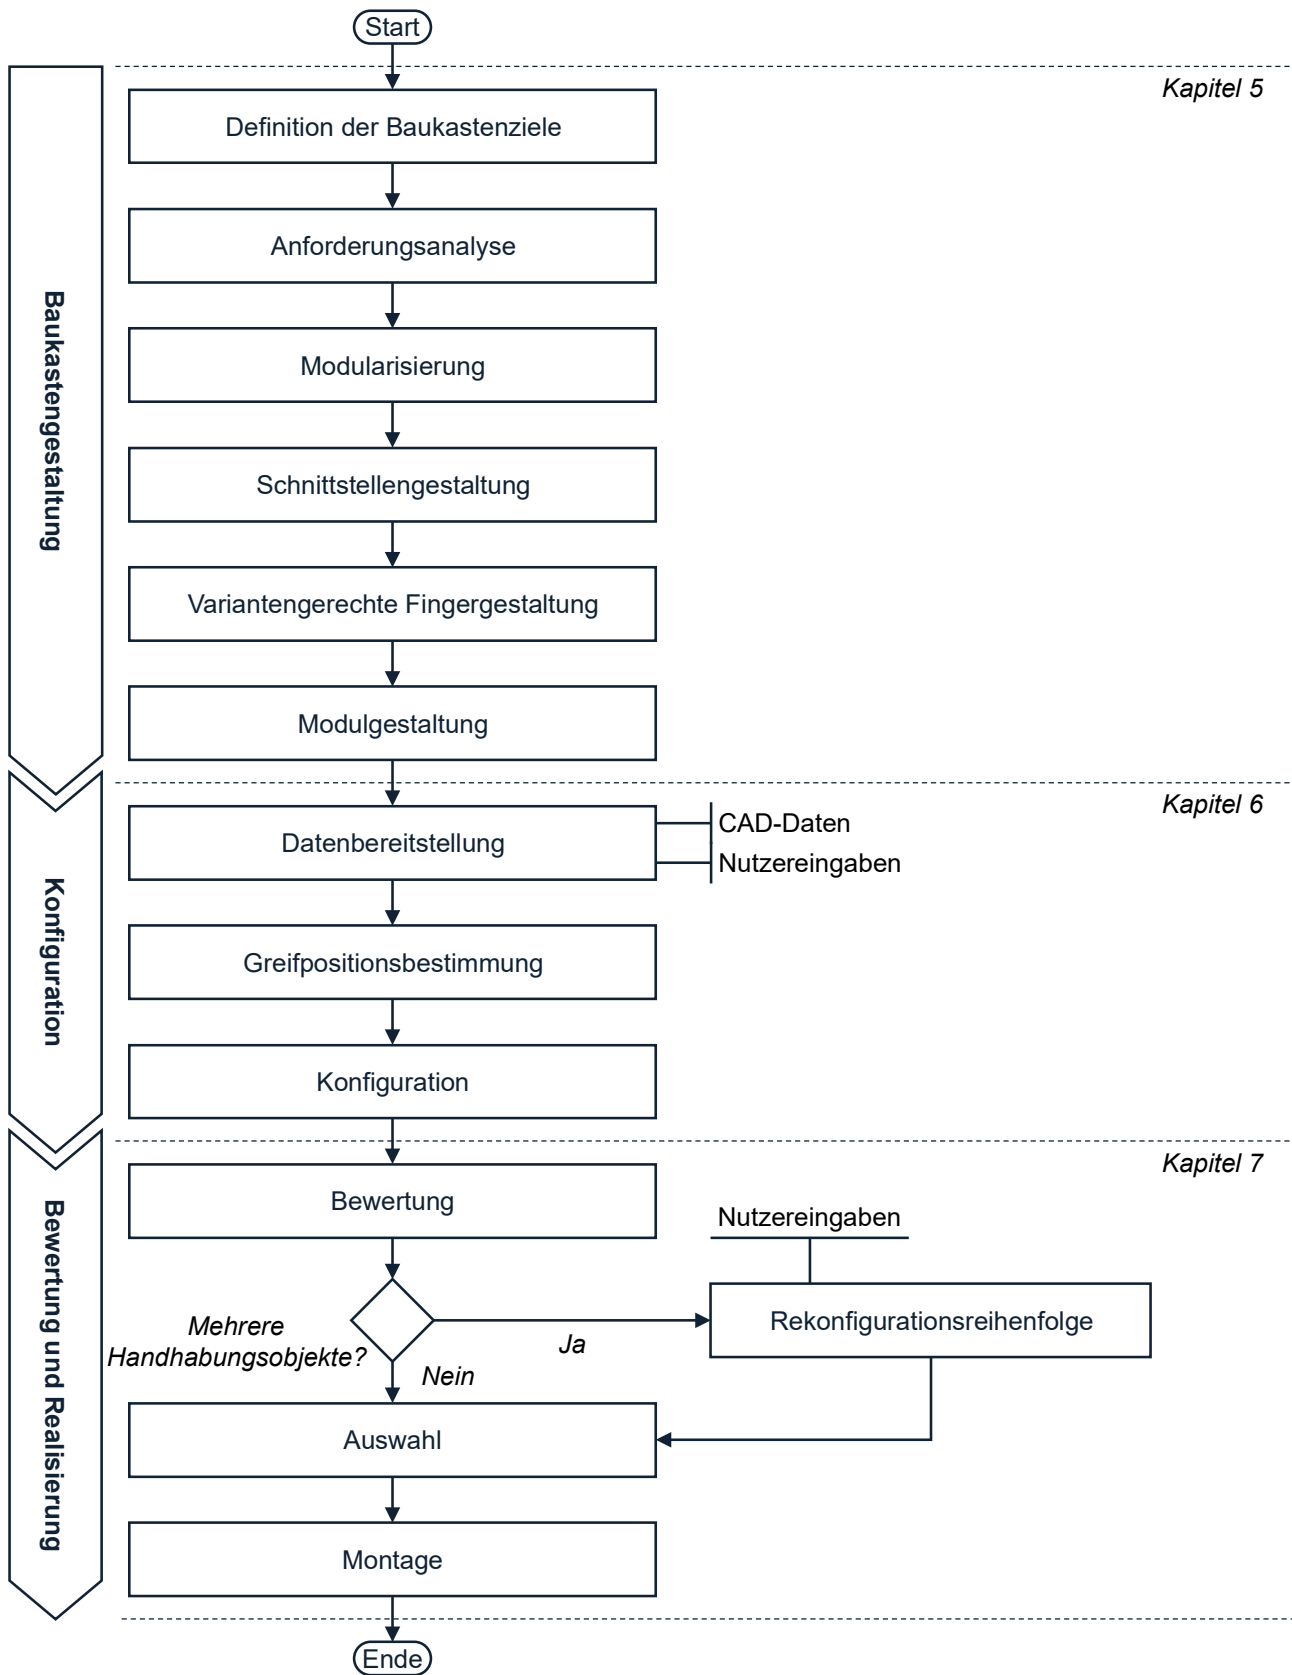 Start
Kapitel 5
Baukastengestaltung
Definition der Baukastenziele
Anforderungsanalyse
Modularisierung
Schnittstellengestaltung
Variantengerechte Fingergestaltung
Modulgestaltung
Kapitel 6
Konfiguration
Datenbereitstellung
CAD-Daten
Nutzereingaben
Greifpositionsbestimmung
Konfiguration
Kapitel 7
Bewertung und Realisierung
Bewertung
Nutzereingaben
Mehrere
Handhabungsobjekte?
Ja
Rekonfigurationsreihenfolge
Nein
Auswahl
Montage
Ende